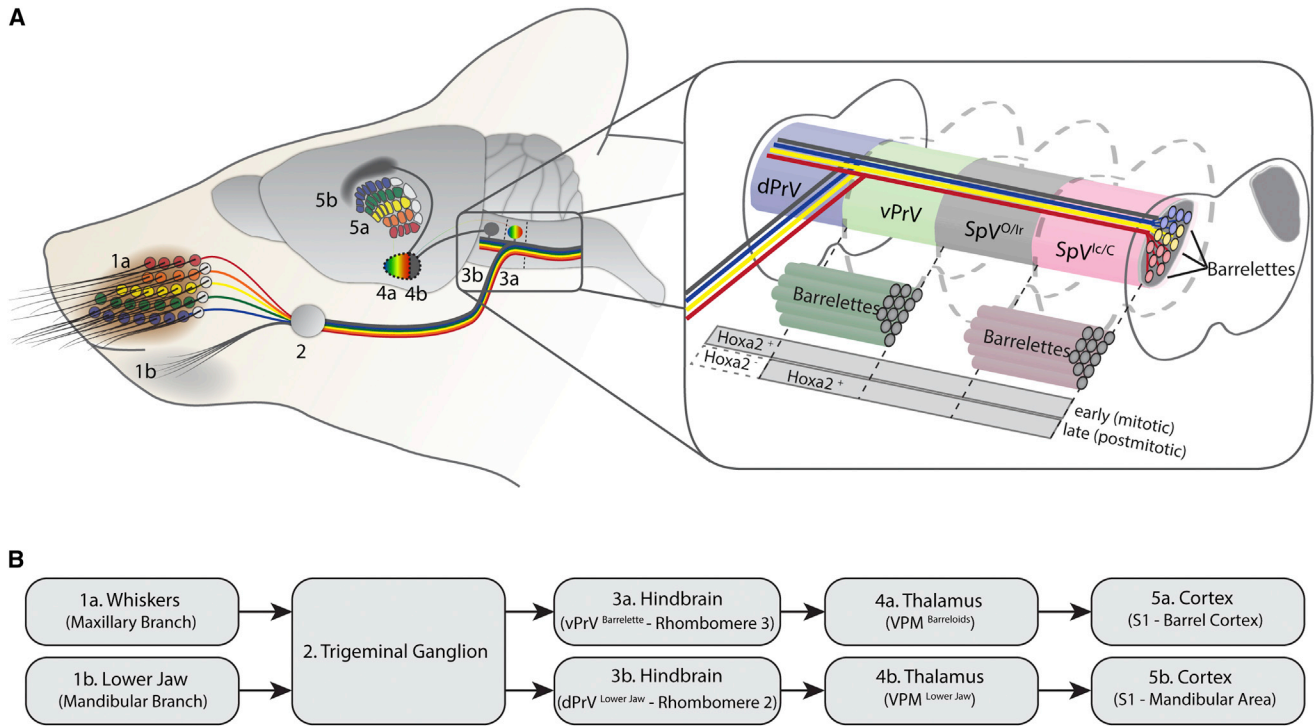 A
1a
1b
2
5b
5a
4a
4b
3b
3a
dPrV
vPrV
SpV^O/Ir
SpV^Ic/C
Barrelettes
Barrelettes
Barrelettes
Hoxa2 +
Hoxa2 -
Hoxa2 +
early (mitotic)
late (postmitotic)
B
1a. Whiskers
(Maxillary Branch)
1b. Lower Jaw
(Mandibular Branch)
2. Trigeminal Ganglion
3a. Hindbrain
(vPrV Barrelette - Rhombomere 3)
3b. Hindbrain
(dPrV Lower Jaw - Rhombomere 2)
4a. Thalamus
(VPM Barreloids)
4b. Thalamus
(VPM Lower Jaw)
5a. Cortex
(S1 - Barrel Cortex)
5b. Cortex
(S1 - Mandibular Area)